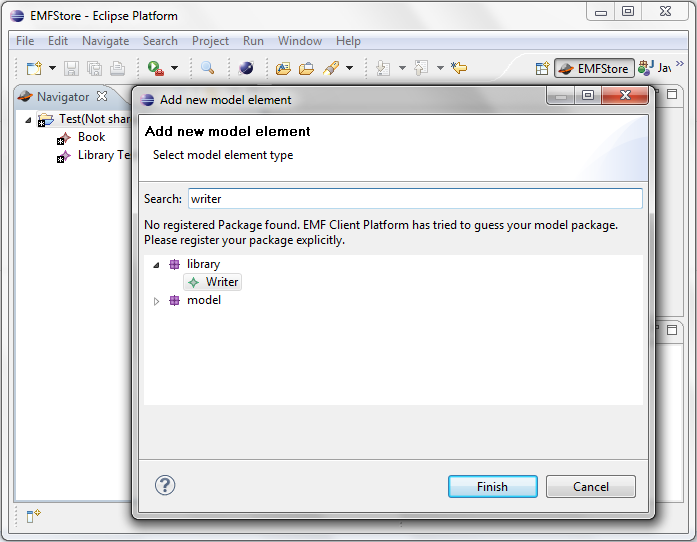 EMFStore - Eclipse Platform
File Edit Navigate Search Project Run Window Help
EMFStore
Navigator
Test(Not shar
Book
Library Te
Add new model element
Add new model element
Select model element type
Search: writer
No registered Package found. EMF Client Platform has tried to guess your model package.
Please register your package explicitly.
library
Writer
model
Finish Cancel